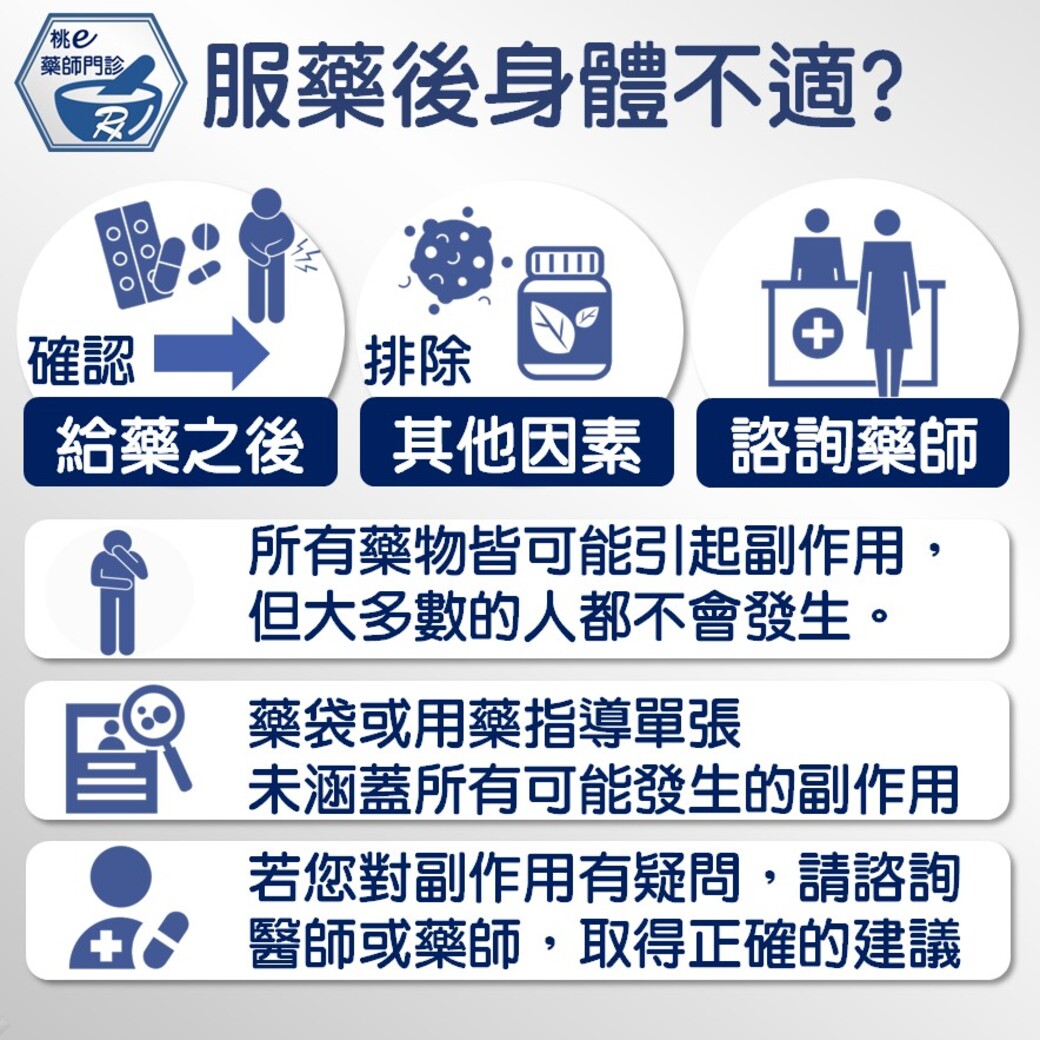 桃e
藥師門診
Rx
服藥後身體不適?
確認
給藥之後
排除
其他因素
諮詢藥師
所有藥物皆可能引起副作用，
但大多數的人都不會發生。
藥袋或用藥指導單張
未涵蓋所有可能發生的副作用
若您對副作用有疑問，請諮詢
醫師或藥師，取得正確的建議